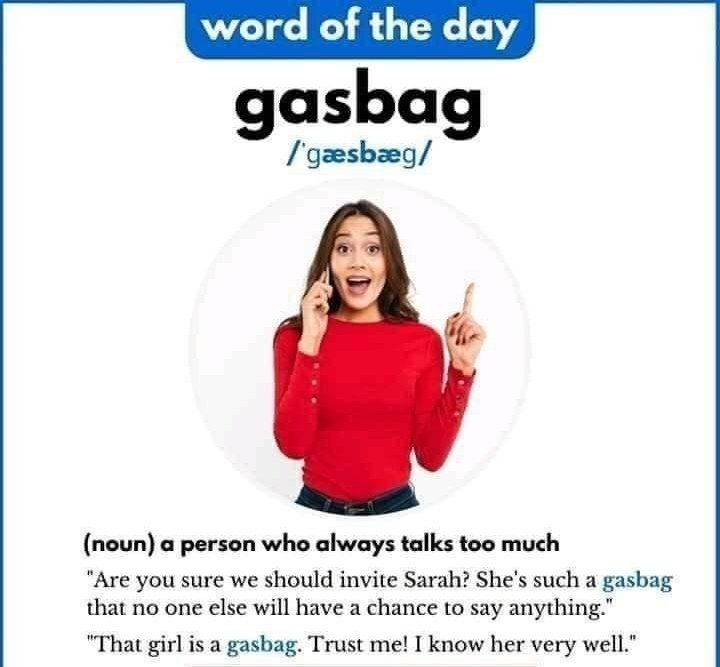 word of the day
gasbag
/ˈgæsbæg/
(noun) a person who always talks too much
"Are you sure we should invite Sarah? She's such a gasbag
that no one else will have a chance to say anything."
"That girl is a gasbag. Trust me! I know her very well."